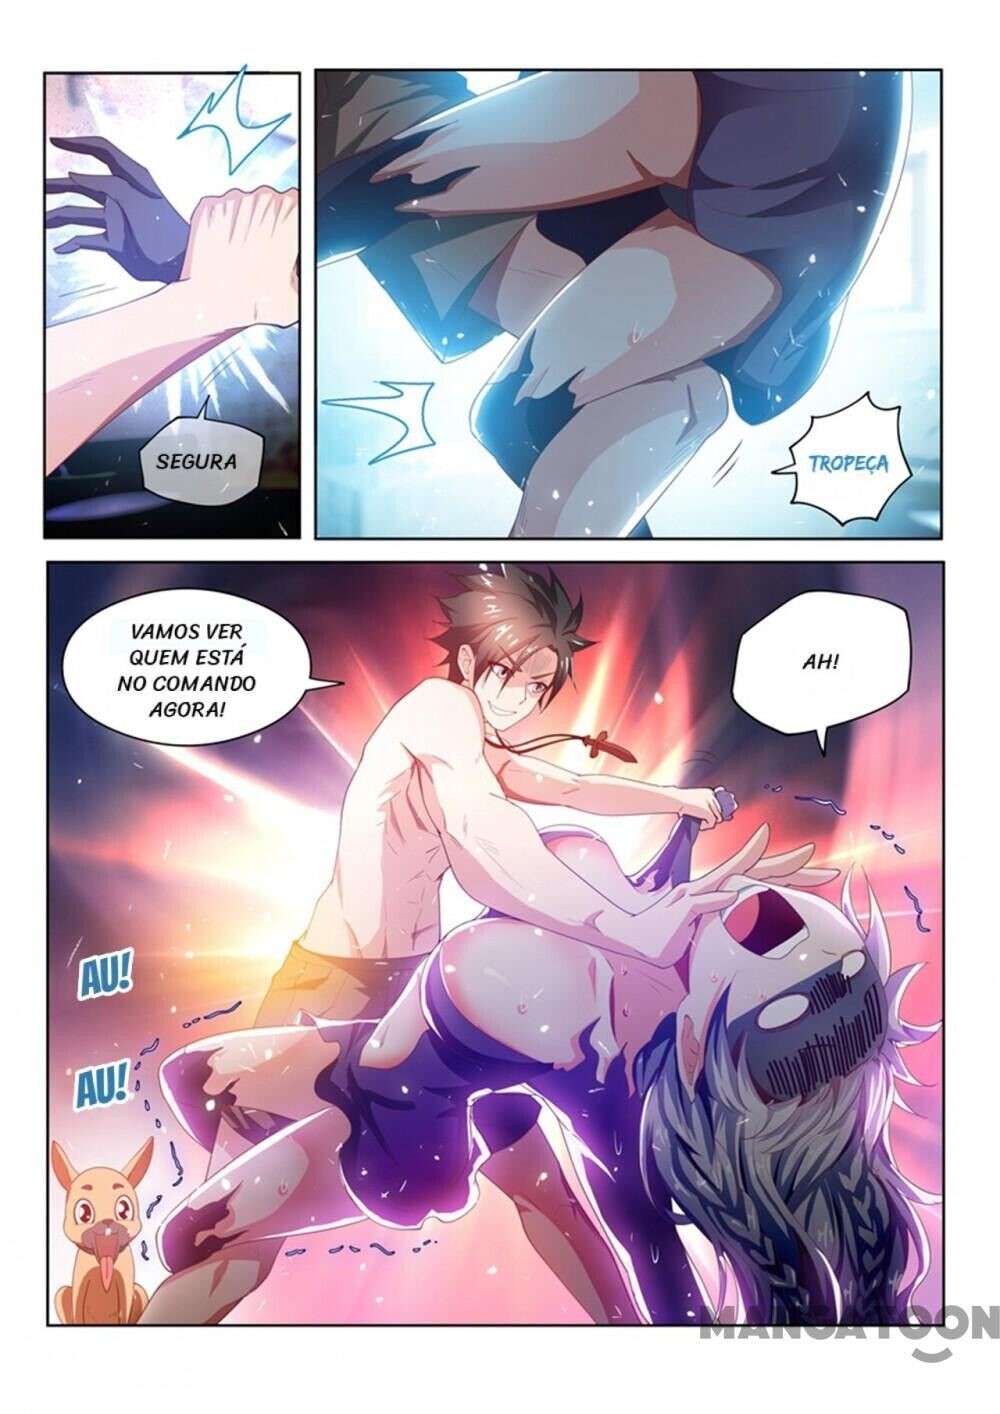 SEGURA
TROPEÇA
VAMOS VER
QUEM ESTÁ
NO COMANDO
AGORA!
AH!
AU!
AU!
MANGATOON